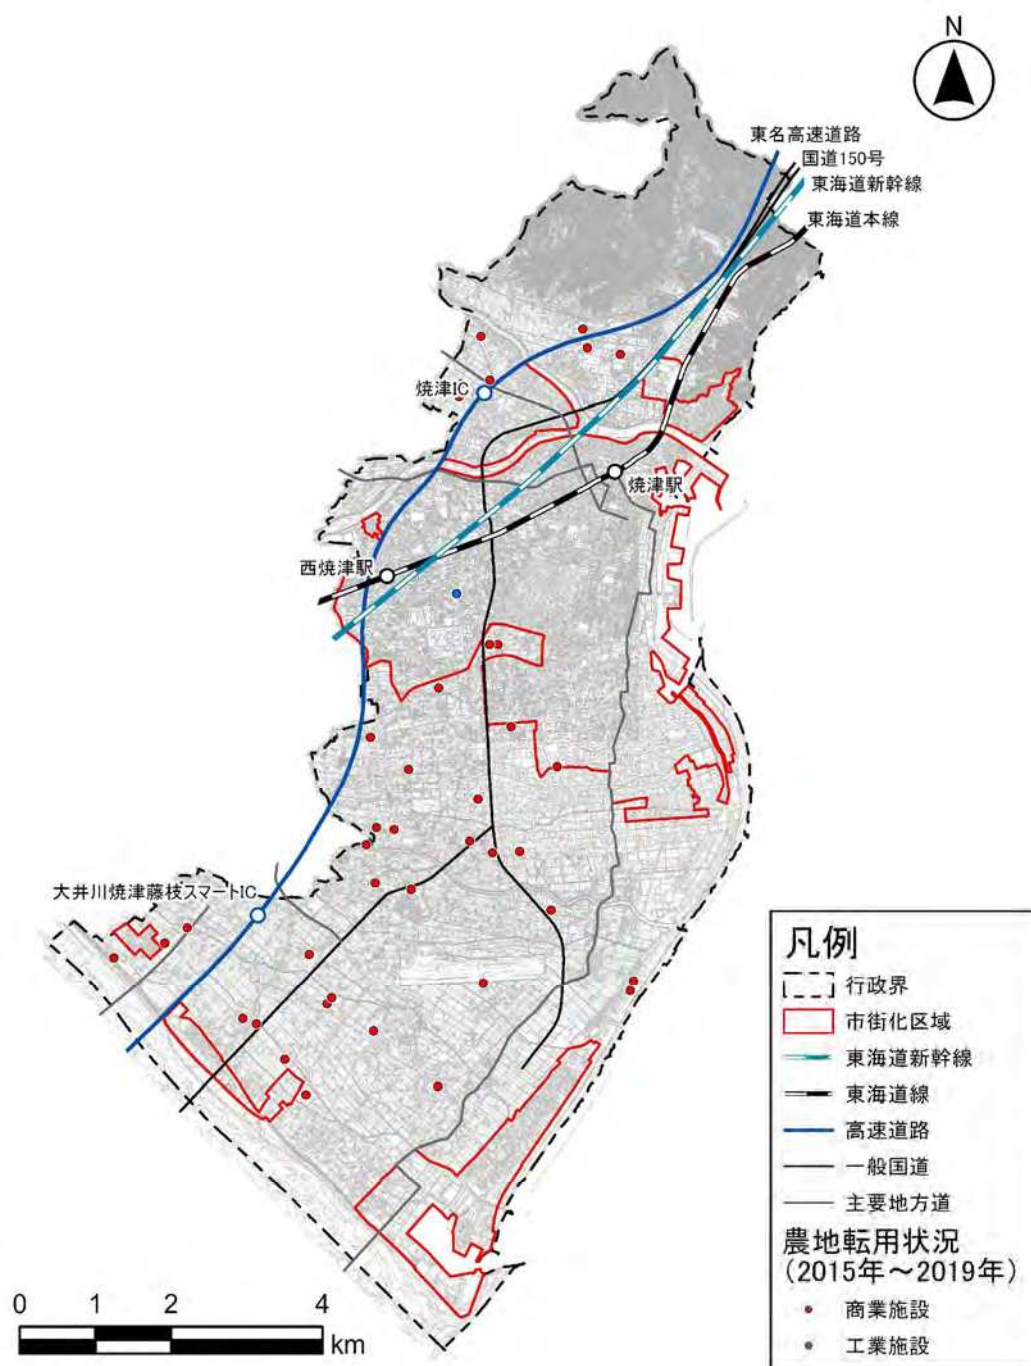 N
東名高速道路
国道150号
東海道新幹線
東海道本線
焼津IC
焼津駅
西焼津駅
大井川焼津藤枝スマートIC
凡例
行政界
市街化区域
東海道新幹線
東海道線
高速道路
一般国道
主要地方道
農地転用状況
(2015年～2019年)
商業施設
工業施設
0 1 2 4
km